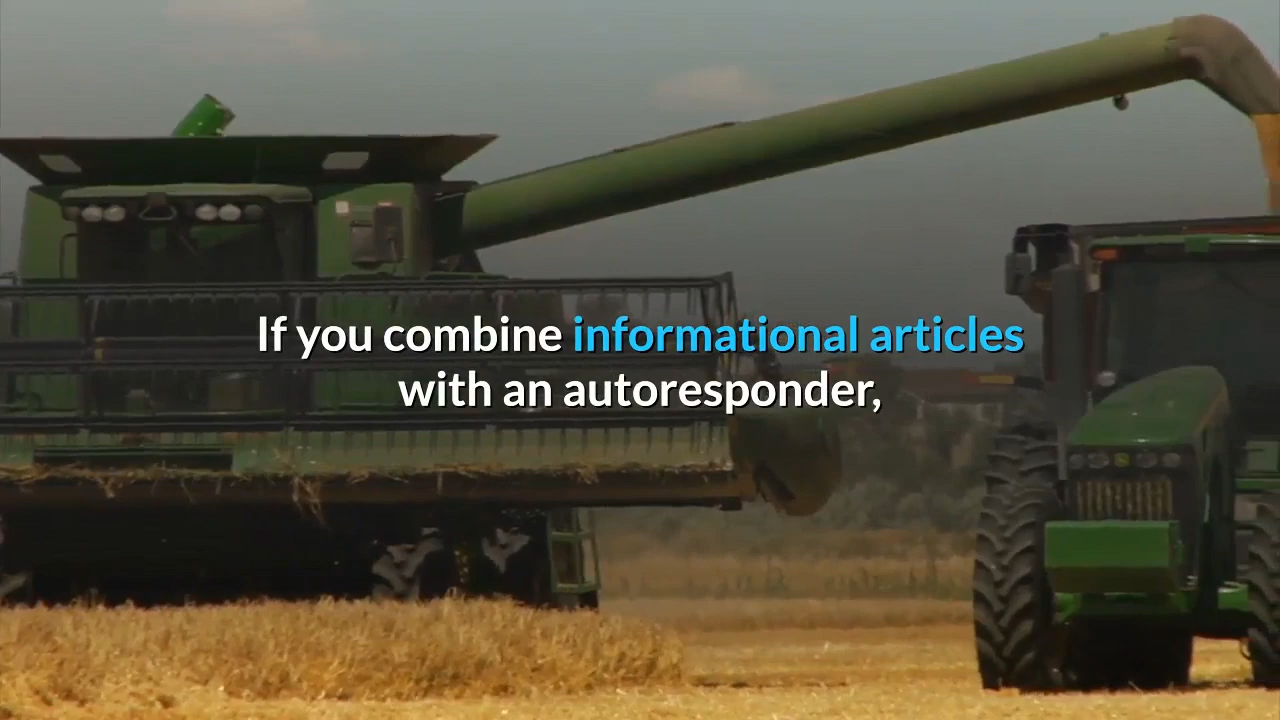 If you combine informational articles
with an autoresponder,